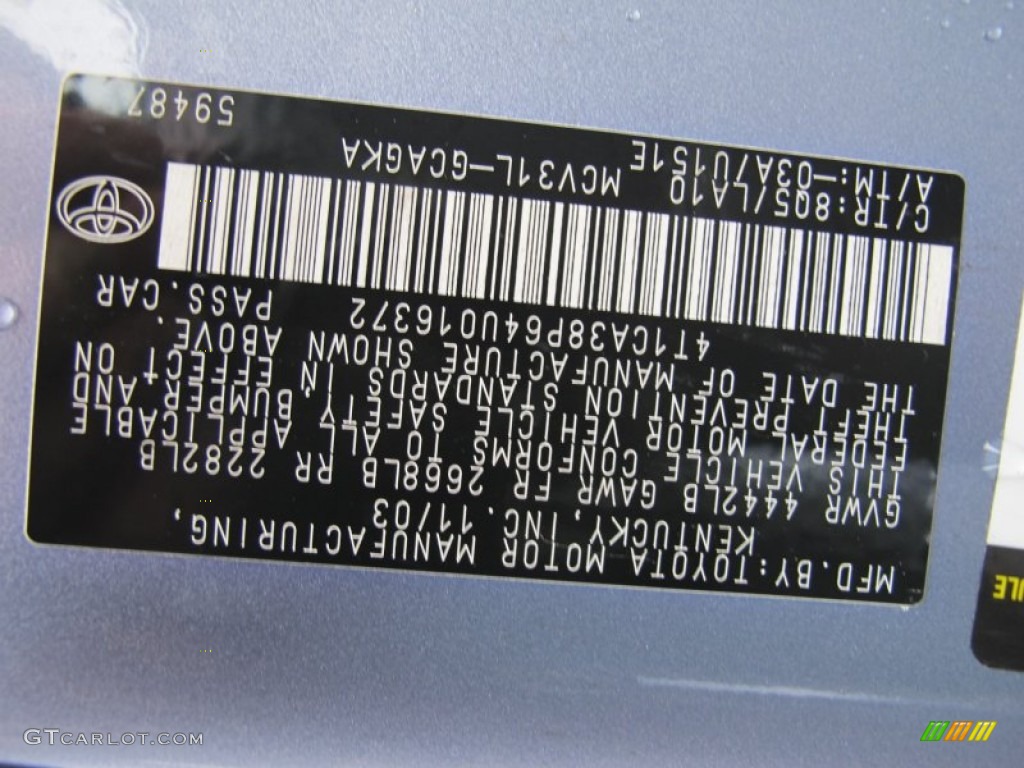 MFD.BY:TOYOTA MOTOR MANUFACTURING,
KENTUCKY,INC. 11/03
GVWR 4442LB GAWR FR 2668LB RR 2282LB
THIS VEHICLE CONFORMS TO ALL APPLICABLE
FEDERAL MOTOR VEHICLE SAFETY, BUMPER, AND
THEFT PREVENTION STANDARDS IN EFFECT ON
THE DATE OF MANUFACTURE SHOWN ABOVE.
4T1CA38P64U016372 PASS.CAR
C/TR:8Q5/LA10 MCV31L-GCAGKA
A/TM:-03A/U151E
59487
ULE
GTCARLOT.COM